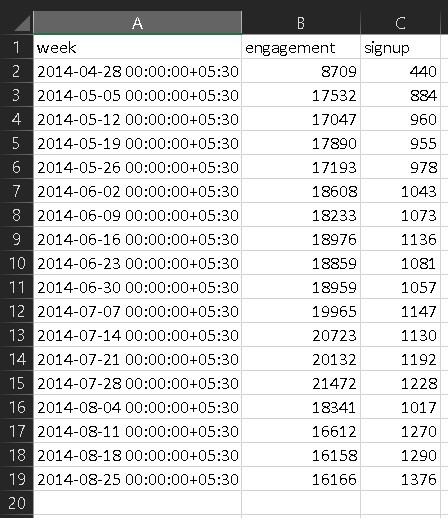 A B C
1 week engagement signup
2 2014-04-28 00:00:00+05:30 8709 440
3 2014-05-05 00:00:00+05:30 17532 884
4 2014-05-12 00:00:00+05:30 17047 960
5 2014-05-19 00:00:00+05:30 17890 955
6 2014-05-26 00:00:00+05:30 17193 978
7 2014-06-02 00:00:00+05:30 18608 1043
8 2014-06-09 00:00:00+05:30 18233 1073
9 2014-06-16 00:00:00+05:30 18976 1136
10 2014-06-23 00:00:00+05:30 18859 1081
11 2014-06-30 00:00:00+05:30 18959 1057
12 2014-07-07 00:00:00+05:30 19965 1147
13 2014-07-14 00:00:00+05:30 20723 1130
14 2014-07-21 00:00:00+05:30 20132 1192
15 2014-07-28 00:00:00+05:30 21472 1228
16 2014-08-04 00:00:00+05:30 18341 1017
17 2014-08-11 00:00:00+05:30 16612 1270
18 2014-08-18 00:00:00+05:30 16158 1290
19 2014-08-25 00:00:00+05:30 16166 1376
20